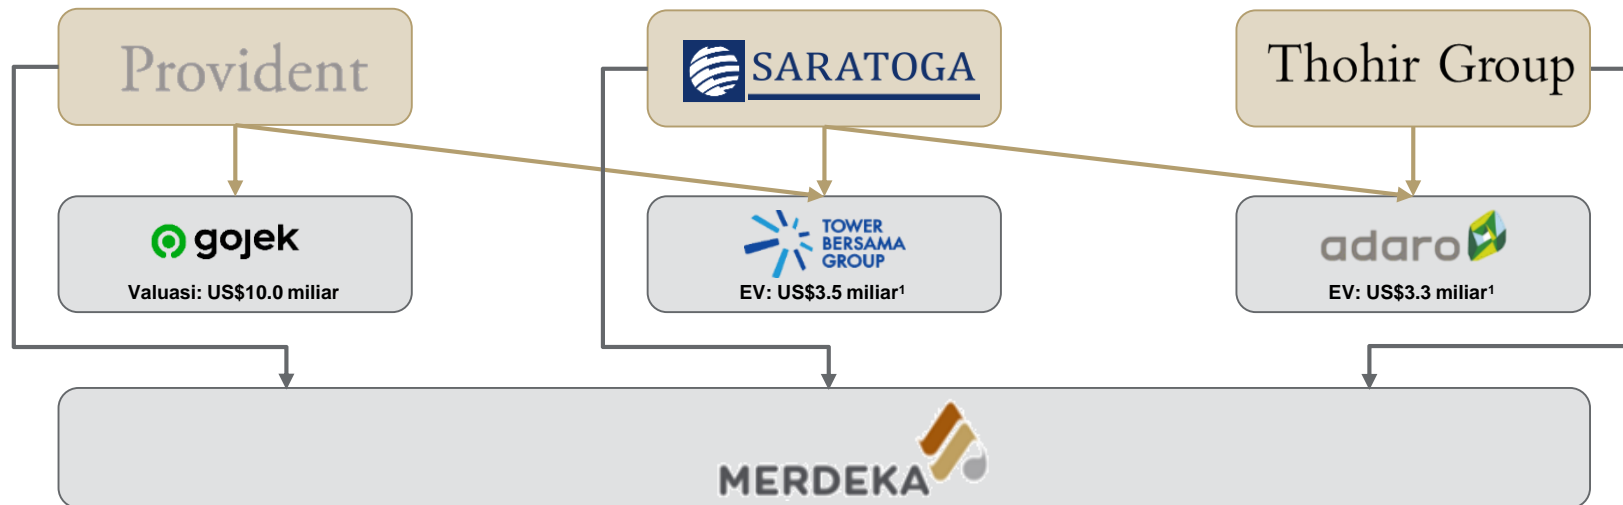 Provident
SARATOGA
Thohir Group
gojek
Valuasi: US$10.0 miliar
TOWER
BERSAMA
GROUP
EV: US$3.5 miliar¹
adaro
EV: US$3.3 miliar¹
MERDEKA